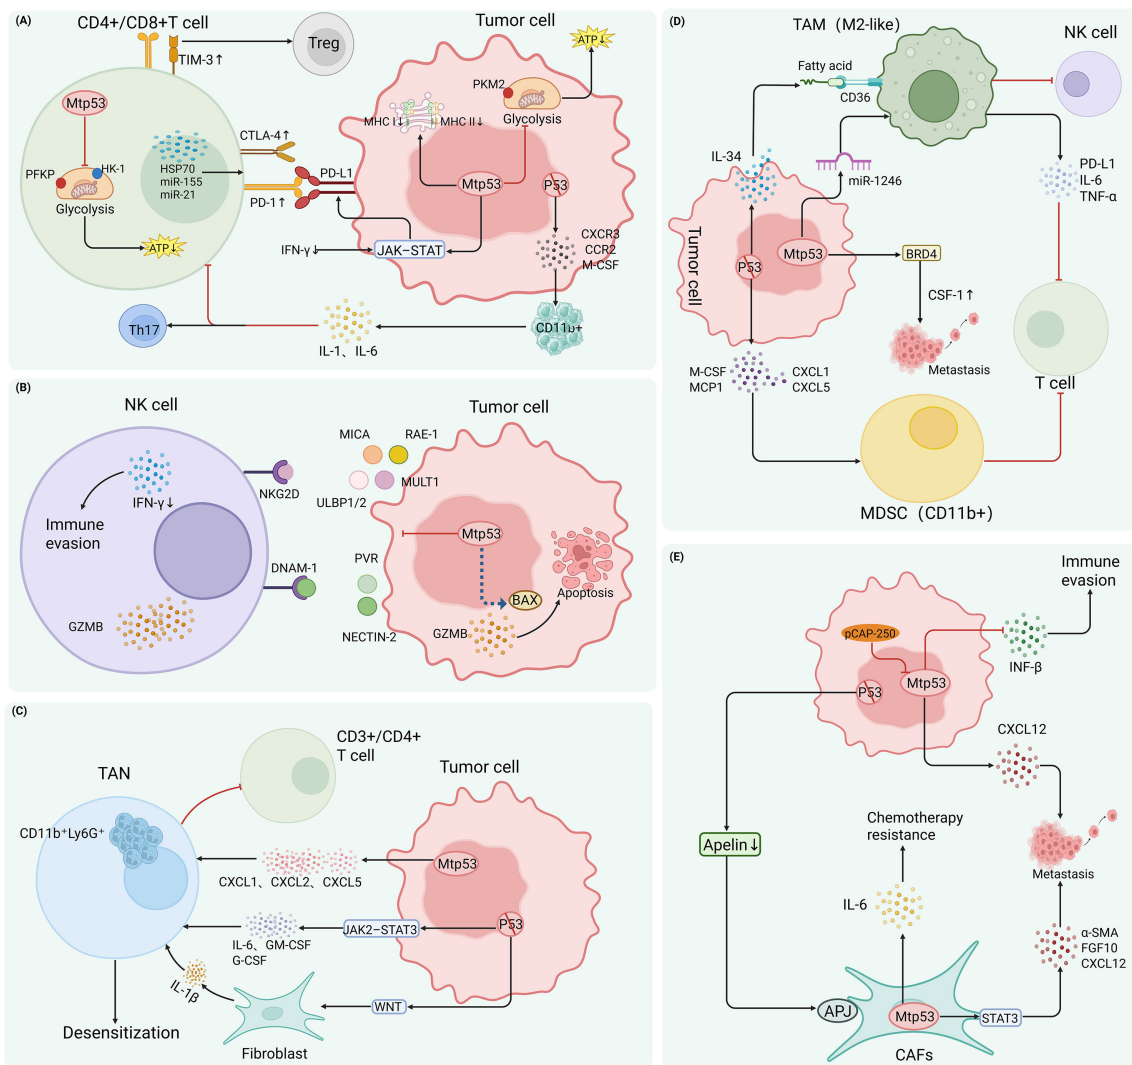 (A)
CD4+/CD8+T cell
TIM-3↑
Treg
Tumor cell
ATP↓
Mtp53
PFKP
HK-1
Glycolysis
ATP↓
HSP70
miR-155
miR-21
CTLA-4↑
PD-L1
PD-1↑
PKM2
Glycolysis
MHC I↓
MHC II↓
Mtp53
P53
IFN-γ↓
JAK-STAT
CXCR3
CCR2
M-CSF
Th17
IL-1、IL-6
CD11b+
(B)
NK cell
IFN-γ↓
Immune
evasion
GZMB
NKG2D
DNAM-1
MICA
RAE-1
MULT1
ULBP1/2
PVR
NECTIN-2
Tumor cell
Mtp53
BAX
Apoptosis
GZMB
(C)
TAN
CD3+/CD4+
T cell
Tumor cell
CD11b+Ly6G+
CXCL1、CXCL2、CXCL5
Mtp53
P53
JAK2-STAT3
IL-6、GM-CSF
G-CSF
IL-1β
WNT
Fibroblast
Desensitization
(D)
TAM（M2-like）
NK cell
Fatty acid
CD36
IL-34
miR-1246
PD-L1
IL-6
TNF-α
Tumor cell
P53
Mtp53
BRD4
CSF-1↑
Metastasis
T cell
M-CSF
MCP1
CXCL1
CXCL5
MDSC（CD11b+）
(E)
Immune
evasion
pCAP-250
Mtp53
P53
INF-β
CXCL12
Chemotherapy
resistance
Apelin↓
IL-6
Metastasis
α-SMA
FGF10
CXCL12
APJ
Mtp53
STAT3
CAFs